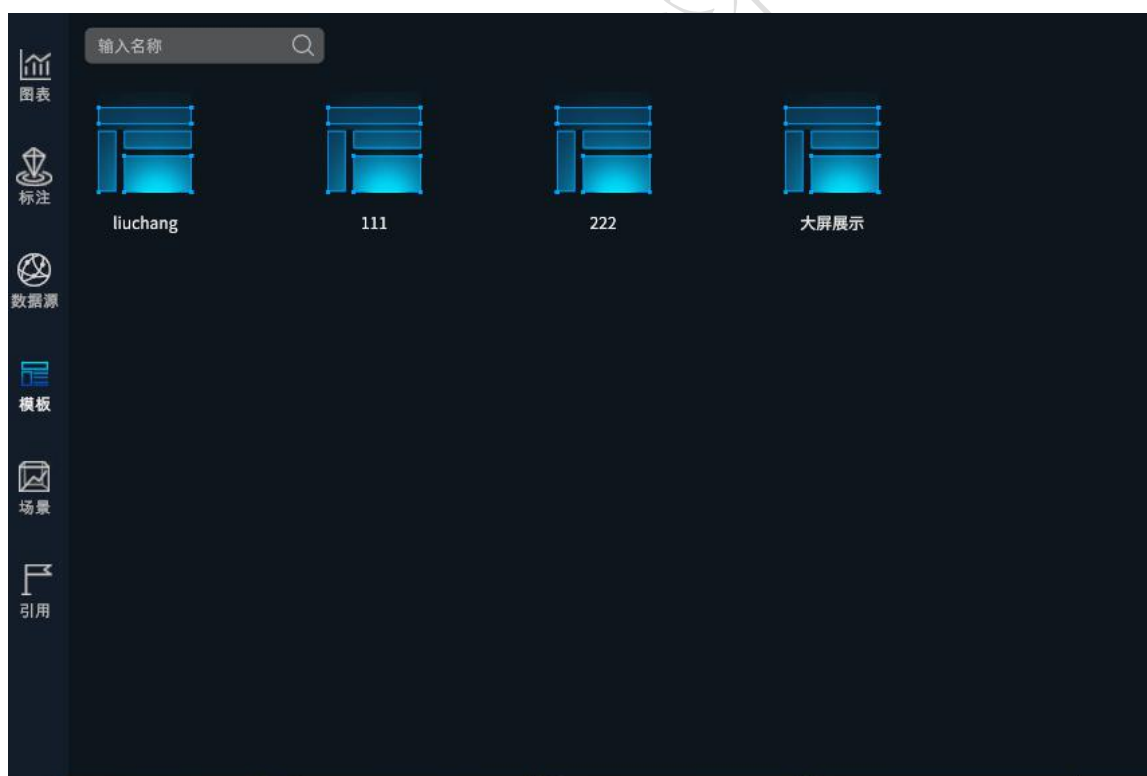 输入名称
图表
标注
数据源
模板
场景
引用
liuchang
111
222
大屏展示